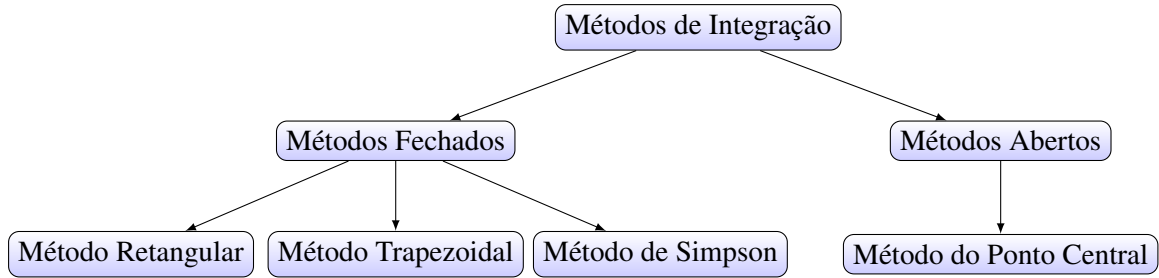 Métodos de Integração
Métodos Fechados
Métodos Abertos
Método Retangular
Método Trapezoidal
Método de Simpson
Método do Ponto Central